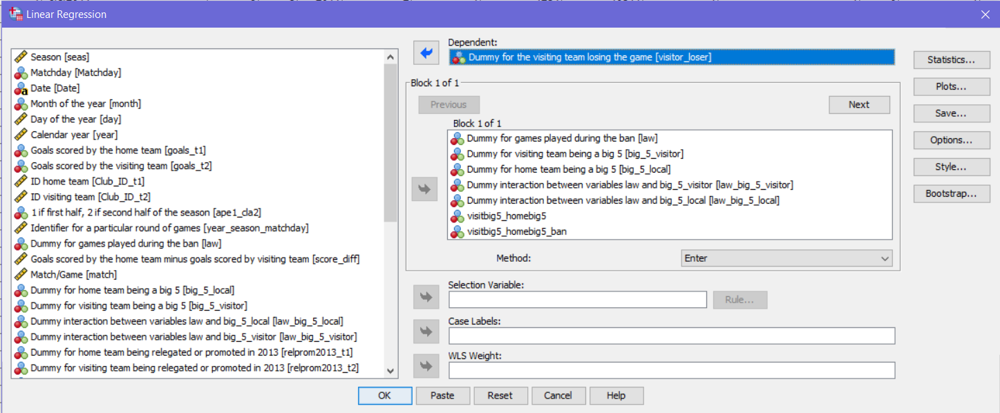 Linear Regression
Season [seas]
Matchday [Matchday]
Date [Date]
Month of the year [month]
Day of the year [day]
Calendar year [year]
Goals scored by the home team [goals_t1]
Goals scored by the visiting team [goals_t2]
ID home team [Club_ID_t1]
ID visiting team [Club_ID_t2]
1 if first half, 2 if second half of the season [ape1_cla2]
Identifier for a particular round of games [year_season_matchday]
Dummy for games played during the ban [law]
Goals scored by the home team minus goals scored by visiting team [score_diff]
Match/Game [match]
Dummy for home team being a big 5 [big_5_local]
Dummy for visiting team being a big 5 [big_5_visitor]
Dummy interaction between variables law and big_5_local [law_big_5_local]
Dummy interaction between variables law and big_5_visitor [law_big_5_visitor]
Dummy for home team being relegated or promoted in 2013 [relprom2013_t1]
Dummy for visiting team being relegated or promoted in 2013 [relprom2013_t2]
Dependent:
Dummy for the visiting team losing the game [visitor_loser]
Block 1 of 1
Previous
Next
Block 1 of 1
Dummy for games played during the ban [law]
Dummy for visiting team being a big 5 [big_5_visitor]
Dummy for home team being a big 5 [big_5_local]
Dummy interaction between variables law and big_5_visitor [law_big_5_visitor]
Dummy interaction between variables law and big_5_local [law_big_5_local]
visitbig5_homebig5
visitbig5_homebig5_ban
Method:
Enter
Selection Variable:
Rule...
Case Labels:
WLS Weight:
Statistics...
Plots...
Save...
Options...
Style...
Bootstrap...
OK
Paste
Reset
Cancel
Help